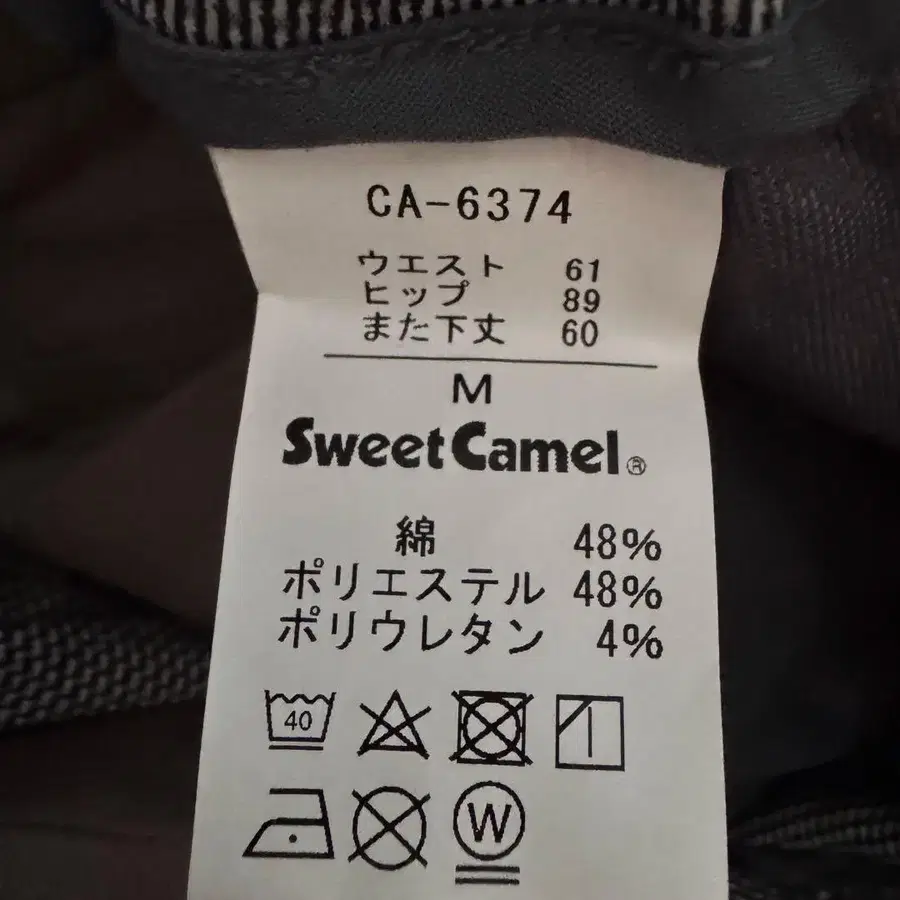 CA-6374
ウエスト 61
ヒップ 89
また下丈 60
M
SweetCamel®
綿 48%
ポリエステル 48%
ポリウレタン 4%
40
W